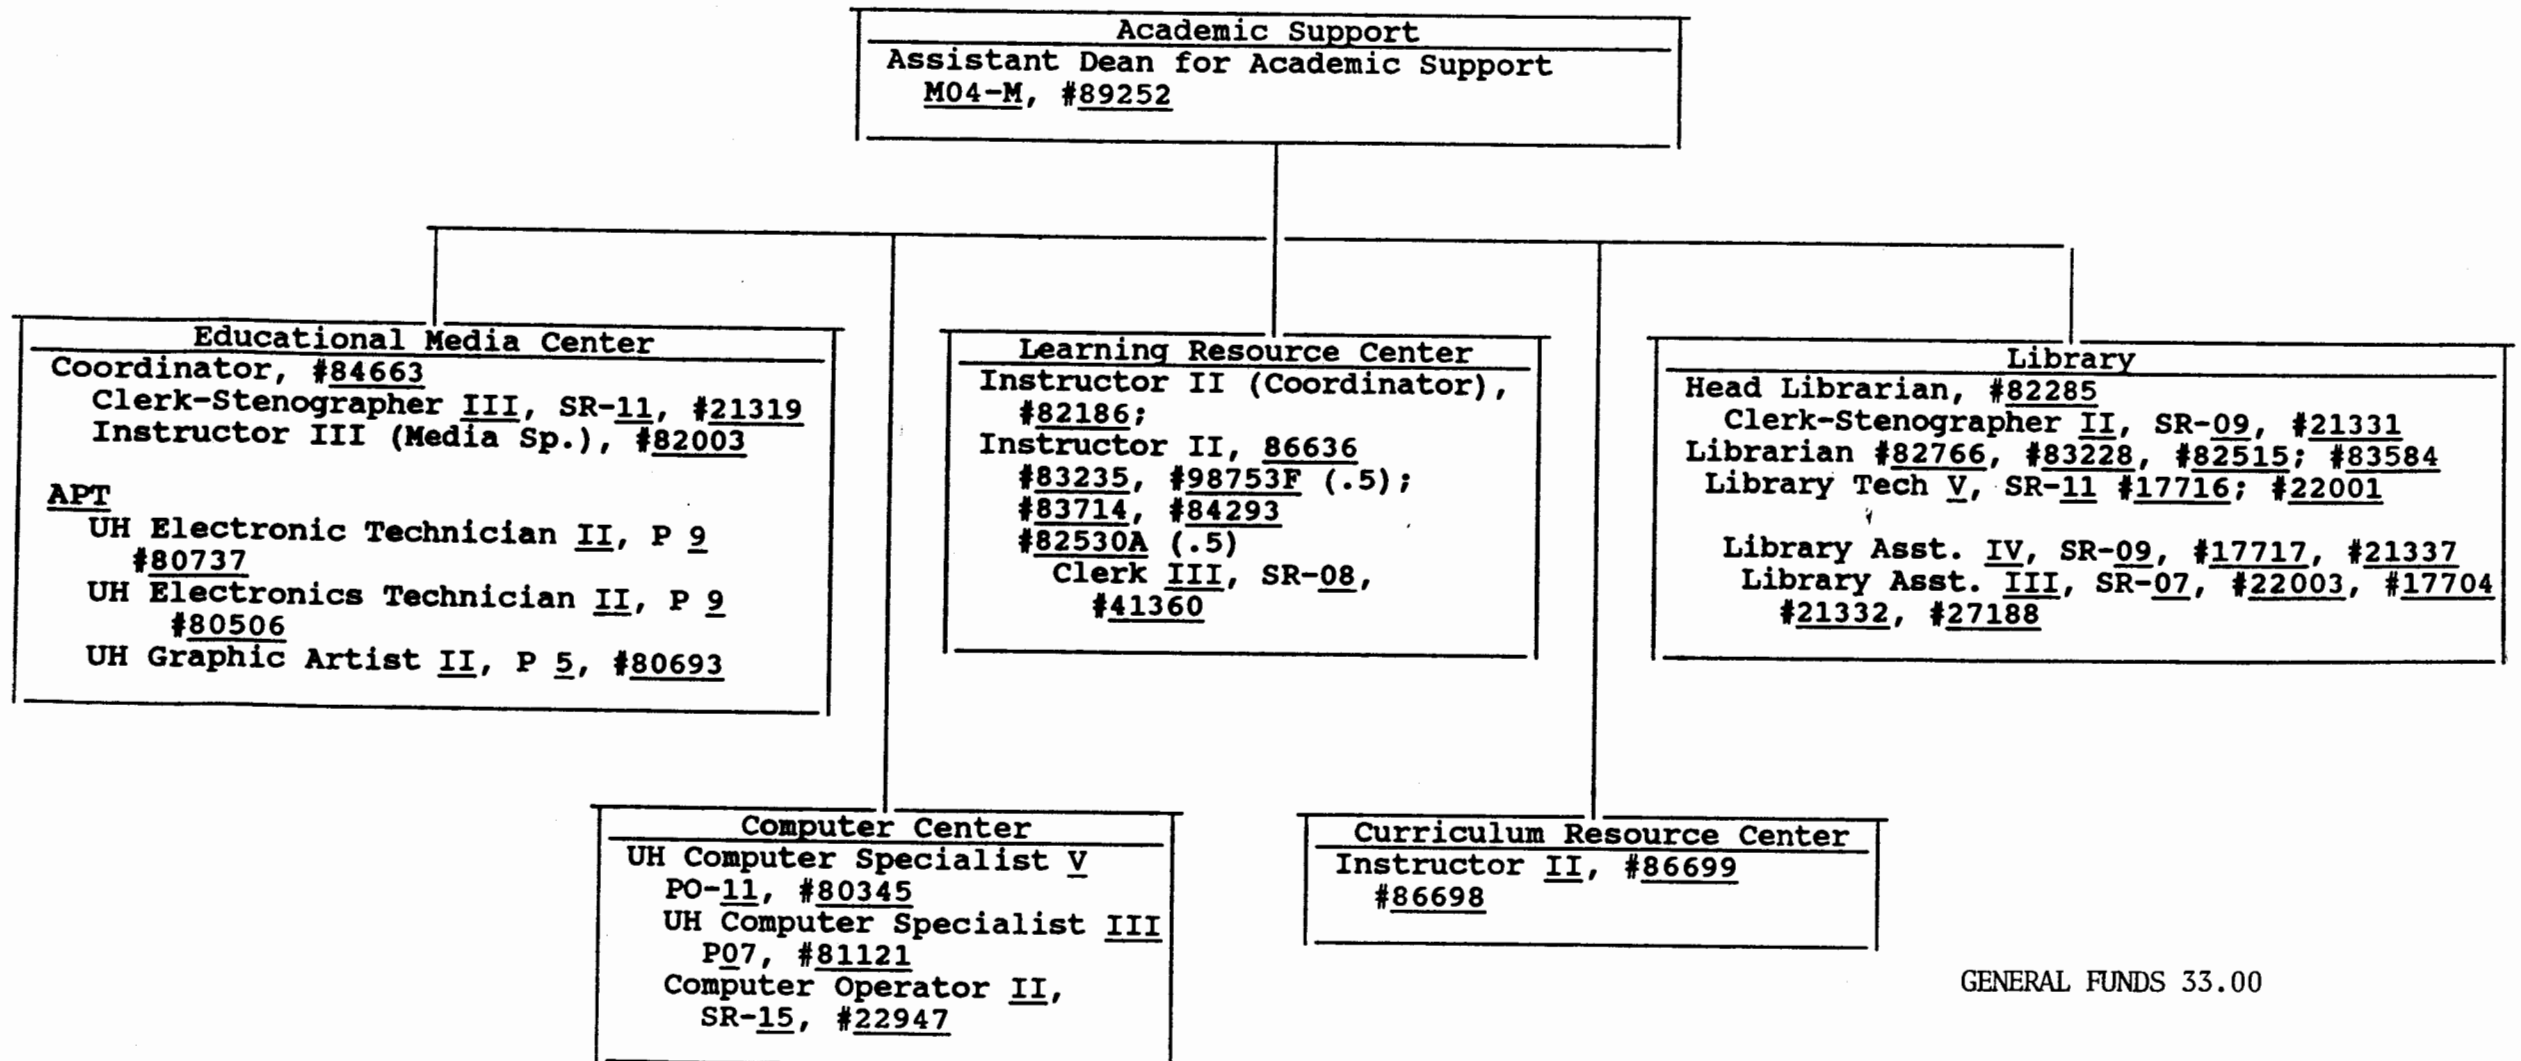 Academic Support
Assistant Dean for Academic Support
M04-M, #89252
Educational Media Center
Coordinator, #84663
Clerk-Stenographer III, SR-11, #21319
Instructor III (Media Sp.), #82003
APT
UH Electronic Technician II, P 9
#80737
UH Electronics Technician II, P 9
#80506
UH Graphic Artist II, P 5, #80693
Learning Resource Center
Instructor II (Coordinator),
#82186;
Instructor II, 86636
#83235, #98753F (.5);
#83714, #84293
#82530A (.5)
Clerk III, SR-08,
#41360
Library
Head Librarian, #82285
Clerk-Stenographer II, SR-09, #21331
Librarian #82766, #83228, #82515; #83584
Library Tech V, SR-11 #17716; #22001
Library Asst. IV, SR-09, #17717, #21337
Library Asst. III, SR-07, #22003, #17704
#21332, #27188
Computer Center
UH Computer Specialist V
PO-11, #80345
UH Computer Specialist III
P07, #81121
Computer Operator II,
SR-15, #22947
Curriculum Resource Center
Instructor II, #86699
#86698
GENERAL FUNDS 33.00